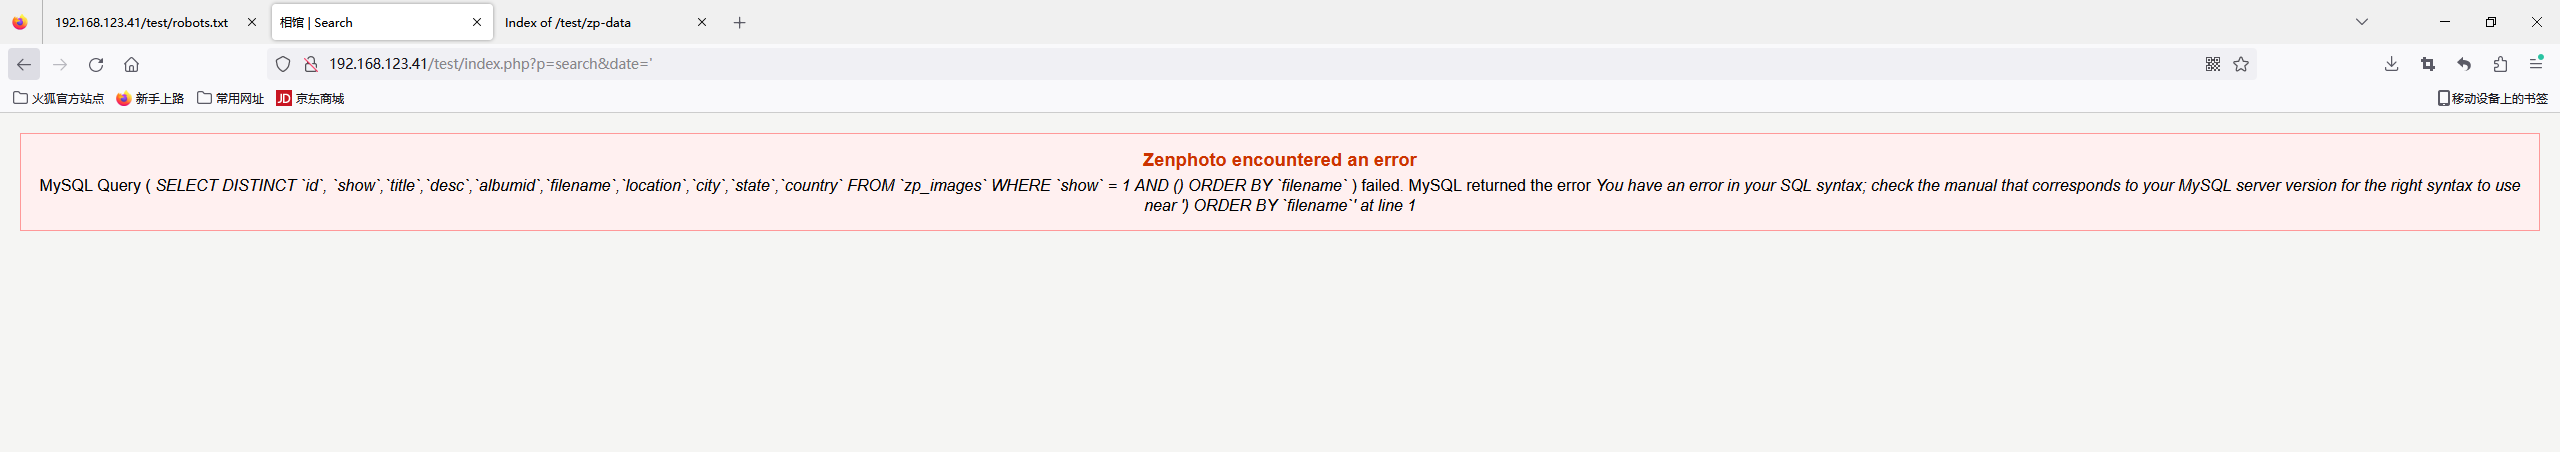 192.168.123.41/test/robots.txt
相馆 | Search
Index of /test/zp-data
192.168.123.41/test/index.php?p=search&date='
火狐官方站点
新手上路
常用网址
JD 京东商城
移动设备上的书签
Zenphoto encountered an error
MySQL Query ( SELECT DISTINCT `id`, `show`,`title`,`desc`,`albumid`,`filename`,`location`,`city`,`state`,`country` FROM `zp_images` WHERE `show` = 1 AND () ORDER BY `filename` ) failed. MySQL returned the error You have an error in your SQL syntax; check the manual that corresponds to your MySQL server version for the right syntax to use
near ') ORDER BY `filename`' at line 1